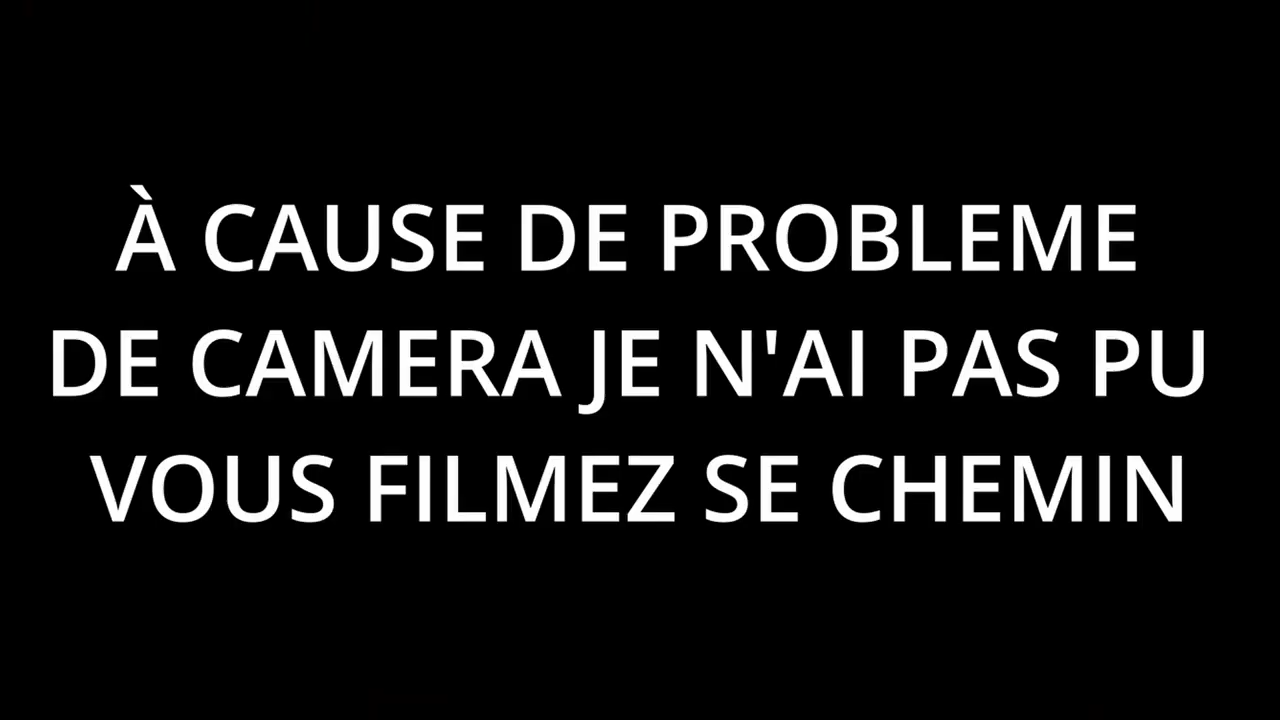 À CAUSE DE PROBLEME
DE CAMERA JE N'AI PAS PU
VOUS FILMEZ SE CHEMIN